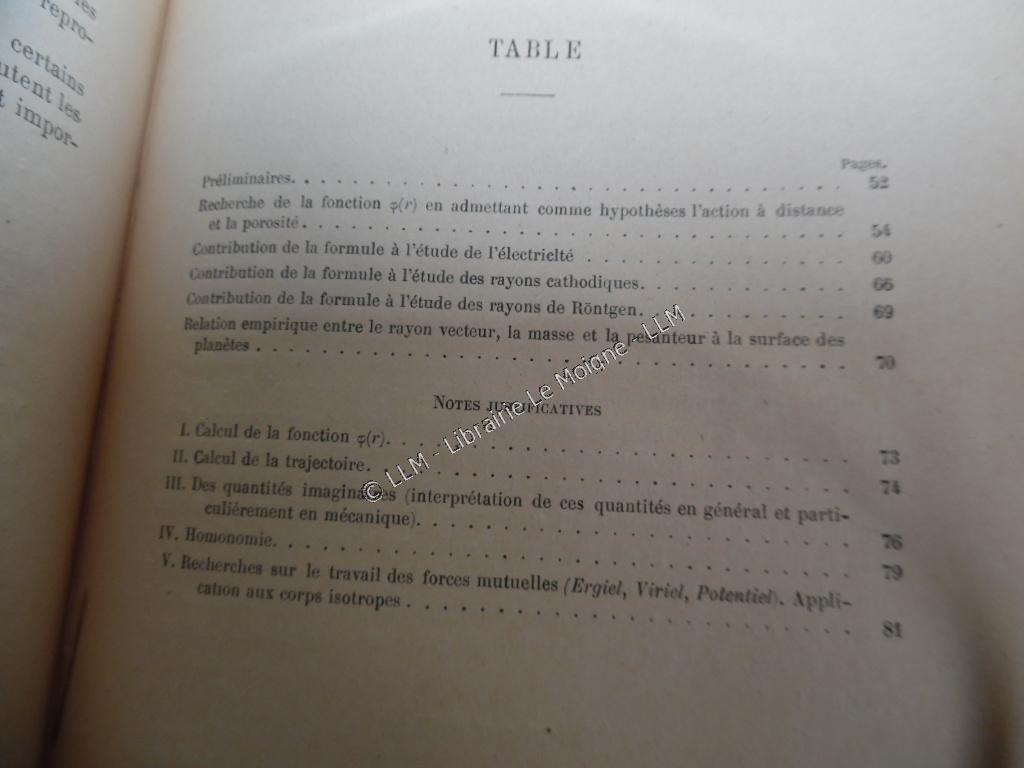 les
repro-
certains
utent les
t impor-
TABLE
Pages.
Préliminaires. . . . . . . . . . . . . . . . . . . . . . . . . . 52
Recherche de la fonction φ(r) en admettant comme hypothèses l'action à distance
et la porosité . . . . . . . . . . . . . . . . . . . . . . . . . . 54
Contribution de la formule à l'étude de l'électricité . . . . . . . . . . . . 60
Contribution de la formule à l'étude des rayons cathodiques. . . . . . . . . . 66
Contribution de la formule à l'étude des rayons de Röntgen. . . . . . . . . . 69
Relation empirique entre le rayon vecteur, la masse et la pesanteur à la surface des
planètes . . . . . . . . . . . . . . . . . . . . . . . . . . . . 70
NOTES JUSTIFICATIVES
I. Calcul de la fonction φ(r). . . . . . . . . . . . . . . . . . . . . . 73
II. Calcul de la trajectoire. . . . . . . . . . . . . . . . . . . . . . . 74
III. Des quantités imaginaires (interprétation de ces quantités en général et parti-
culièrement en mécanique). . . . . . . . . . . . . . . . . . . . . 76
IV. Homonomie. . . . . . . . . . . . . . . . . . . . . . . . . . . 79
V. Recherches sur le travail des forces mutuelles (Ergiel, Viriel, Potentiel). Appli-
cation aux corps isotropes . . . . . . . . . . . . . . . . . . . . . 81
© LLM - Librairie Le Moigne - LLM